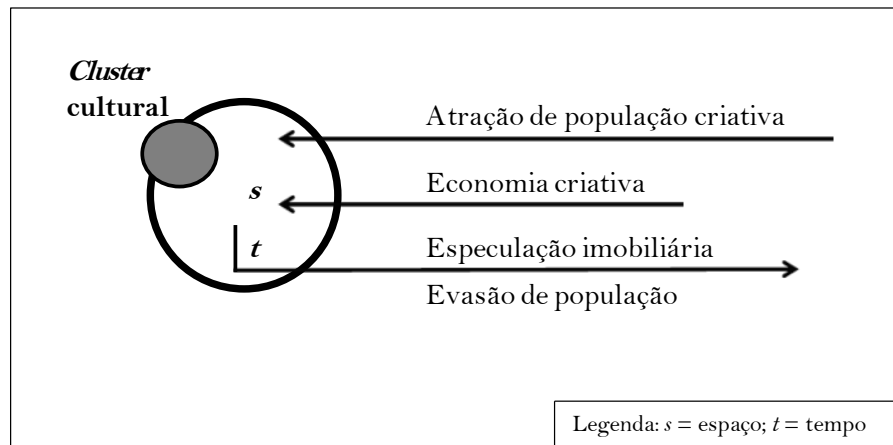 Cluster
cultural
Atração de população criativa
s
Economia criativa
t
Especulação imobiliária
Evasão de população
Legenda: s = espaço; t = tempo